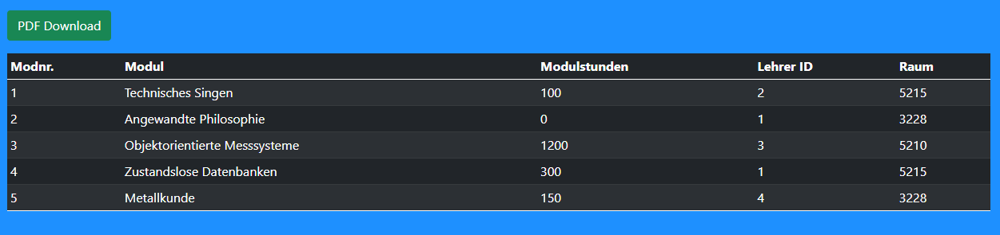 PDF Download
Modnr. Modul Modulstunden Lehrer ID Raum
1 Technisches Singen 100 2 5215
2 Angewandte Philosophie 0 1 3228
3 Objektorientierte Messsysteme 1200 3 5210
4 Zustandslose Datenbanken 300 1 5215
5 Metallkunde 150 4 3228